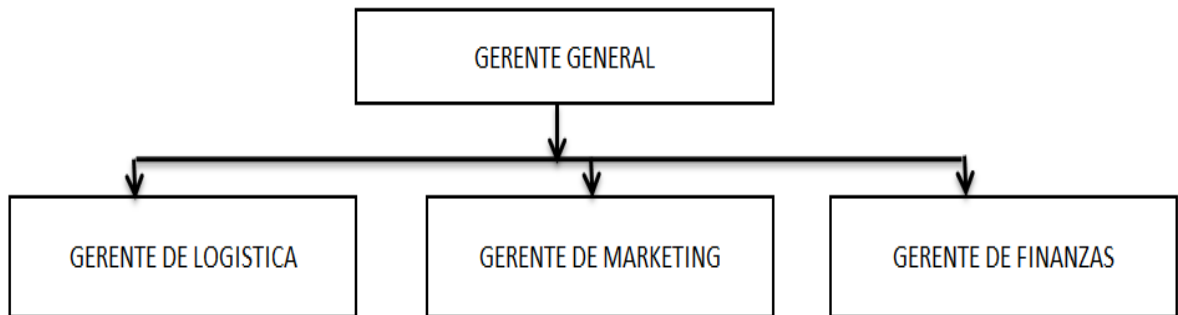 GERENTE GENERAL
GERENTE DE LOGISTICA
GERENTE DE MARKETING
GERENTE DE FINANZAS